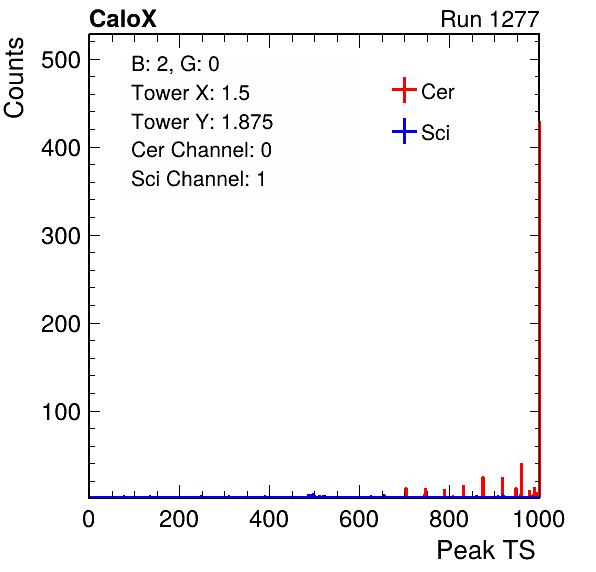 CaloX Run 1277
Counts
500
400
300
200
100
B: 2, G: 0
Tower X: 1.5
Tower Y: 1.875
Cer Channel: 0
Sci Channel: 1
Cer
Sci
0 200 400 600 800 1000
Peak TS